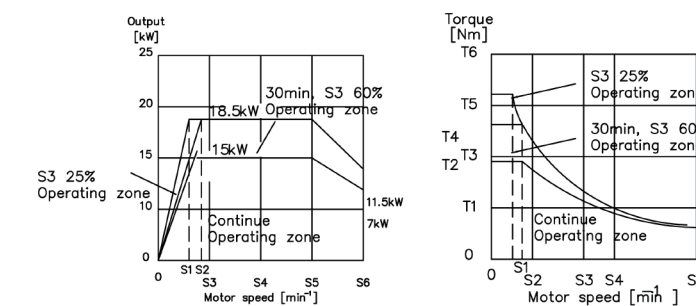 Output
[kW]
25
20
15
10
0
0
S1 S2
S3
S4
S5
S6
18.5kW
30min, S3 60%
Operating zone
15kW
S3 25%
Operating zone
11.5kW
7kW
Continue
Operating zone
Motor speed [min⁻¹]
Torque
[Nm]
T6
T5
T4
T3
T2
T1
0
0
S1
S2
S3
S4
S3 25%
Operating zon
30min, S3 60
Operating zon
Continue
Operating zone
Motor speed [min⁻¹ ]